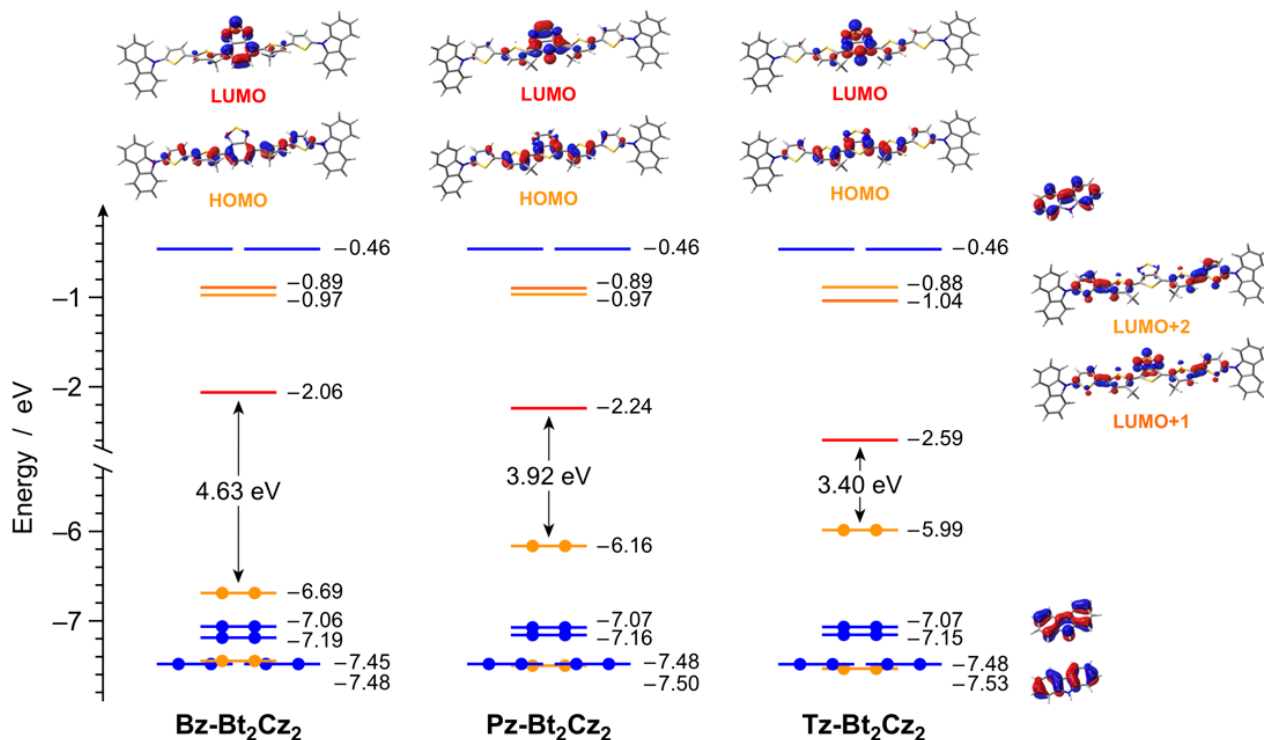 LUMO
LUMO
LUMO
HOMO
HOMO
HOMO
Energy / eV
−1
−2
−6
−7
−0.46
−0.89
−0.97
−2.06
4.63 eV
−6.69
−7.06
−7.19
−7.45
−7.48
Bz-Bt₂Cz₂
−0.46
−0.89
−0.97
−2.24
3.92 eV
−6.16
−7.07
−7.16
−7.48
−7.50
Pz-Bt₂Cz₂
−0.46
−0.88
−1.04
−2.59
3.40 eV
−5.99
−7.07
−7.15
−7.48
−7.53
Tz-Bt₂Cz₂
LUMO+2
LUMO+1